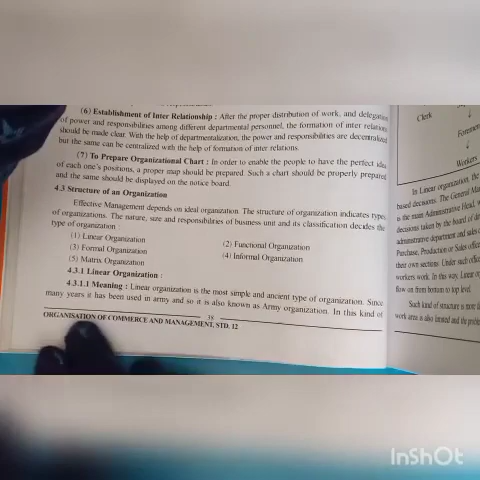 (6) Establishment of Inter Relationship : After the proper distribution of work, and delegation
of power and responsibilities among different departmental personnel, the formation of inter relations
should be made clear. With the help of departmentalization, the power and responsibilities are decentralized
but the same can be centralized with the help of formation of inter relations.
(7) To Prepare Organizational Chart : In order to enable the people to have the perfect idea
of each one's positions, a proper map should be prepared. Such a chart should be properly prepared
and the same should be displayed on the notice board.
4.3 Structure of an Organization
Effective Management depends on ideal organization. The structure of organization indicates types
of organizations. The nature, size and responsibilities of business unit and its classification decides the
type of organization
(1) Linear Organization
(2) Functional Organization
(3) Formal Organization
(4) Informal Organization
(5) Matrix Organization
4.3.1 Linear Organization :
4.3.1.1 Meaning : Linear organization is the most simple and ancient type of organization. Since
many years it has been used in army and so it is also known as Army organization. In this kind of
38
ORGANISATION OF COMMERCE AND MANAGEMENT, STD. 12
Clerk
↓
Foremen
↓
Workers
In Linear organization, the
based decisions. The General
is the main Administrative Head,
decisions taken by the board of
administrative department and sales
Purchase, Production or Sales
their own sections. Under such
workers work. In this way, Linear
flow on from bottom to top level.
Such kind of structure is more
work area is also limited and the
InShOt